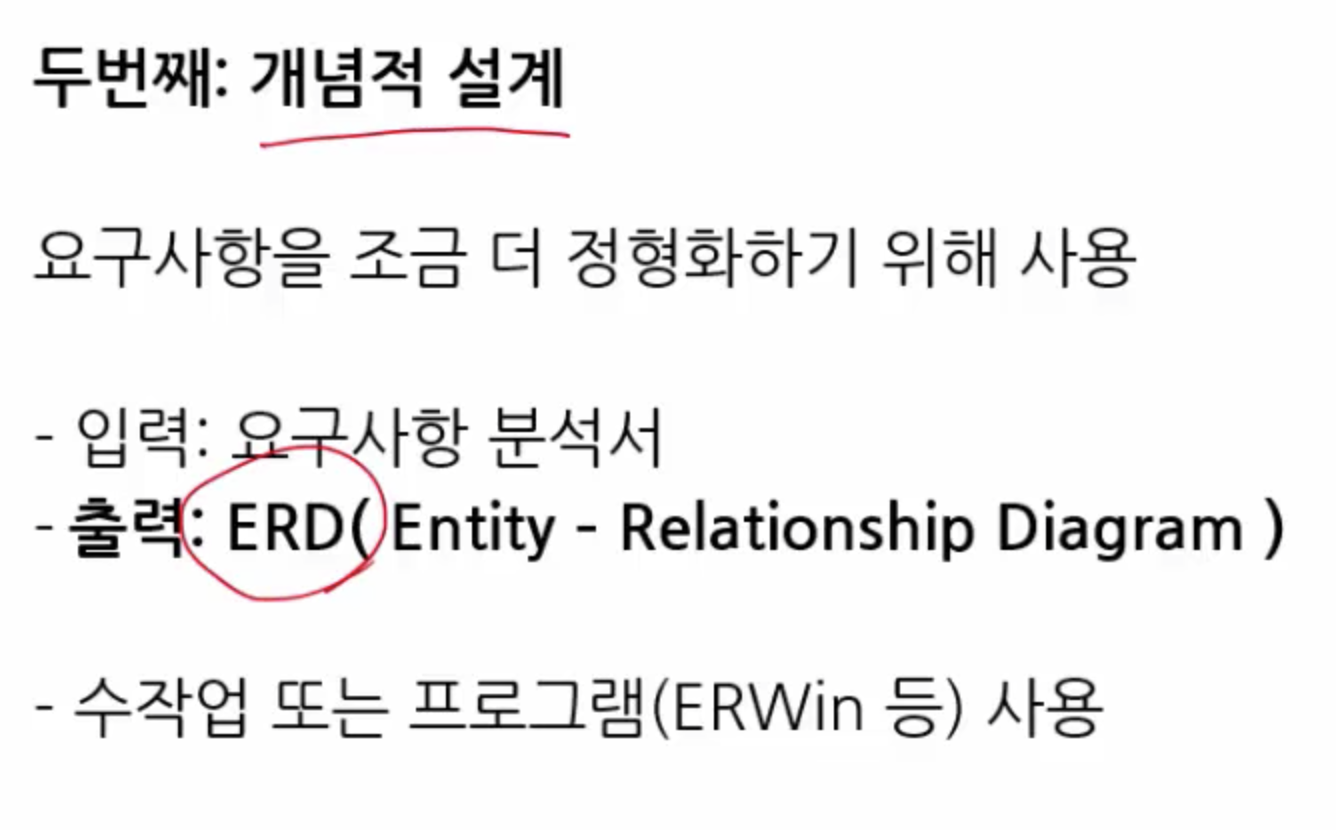 두번째: 개념적 설계
요구사항을 조금 더 정형화하기 위해 사용
- 입력: 요구사항 분석서
- 출력: ERD( Entity - Relationship Diagram )
- 수작업 또는 프로그램(ERWin 등) 사용